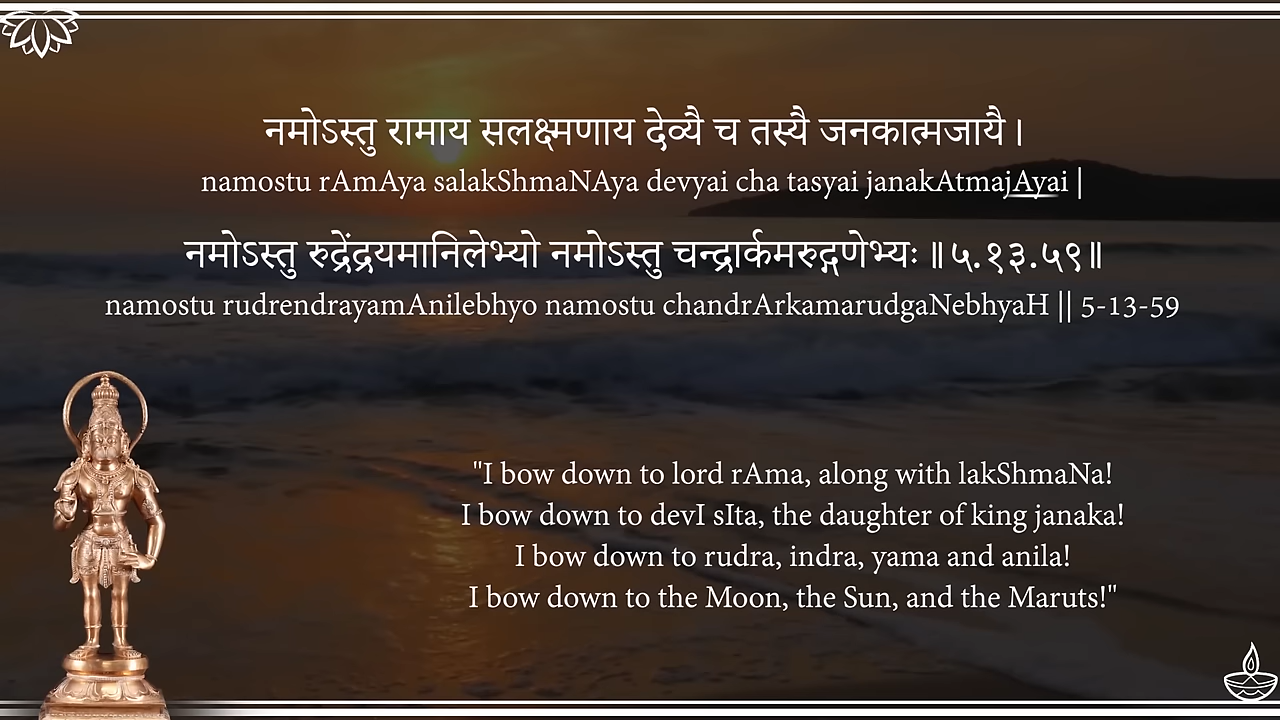 नमोऽस्तु रामाय सलक्ष्मणाय देव्यै च तस्यै जनकात्मजायै ।
namostu rAmAya salakShmaNAya devyai cha tasyai janakAtmajAyai |
नमोऽस्तु रुद्रेंद्रयमानिलेभ्यो नमोऽस्तु चन्द्रार्कमरुद्गणेभ्यः ॥५.१३.५९॥
namostu rudrendrayamAnilebhyo namostu chandrArkamarudgaNebhyaH || 5-13-59
"I bow down to lord rAma, along with lakShmaNa!
I bow down to devI sIta, the daughter of king janaka!
I bow down to rudra, indra, yama and anila!
I bow down to the Moon, the Sun, and the Maruts!"